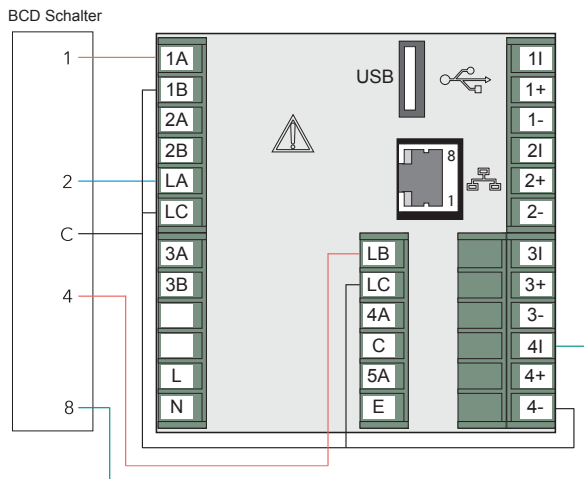 BCD Schalter
1
2
C
4
8
1A
1B
2A
2B
LA
LC
3A
3B
L
N
USB
8
1
LB
LC
4A
C
5A
E
1I
1+
1-
2I
2+
2-
3I
3+
3-
4I
4+
4-